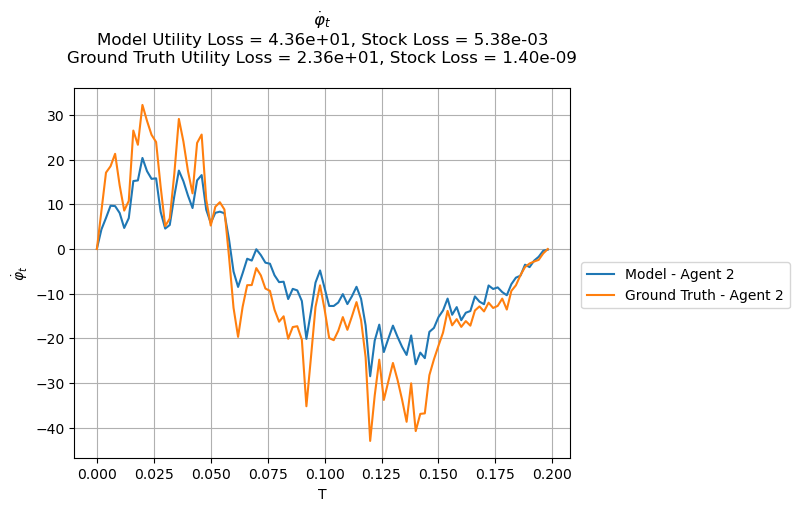 φ̇ₜ
Model Utility Loss = 4.36e+01, Stock Loss = 5.38e-03
Ground Truth Utility Loss = 2.36e+01, Stock Loss = 1.40e-09
30
20
10
0
−10
−20
−30
−40
φ̇ₜ
0.000
0.025
0.050
0.075
0.100
0.125
0.150
0.175
0.200
T
Model - Agent 2
Ground Truth - Agent 2